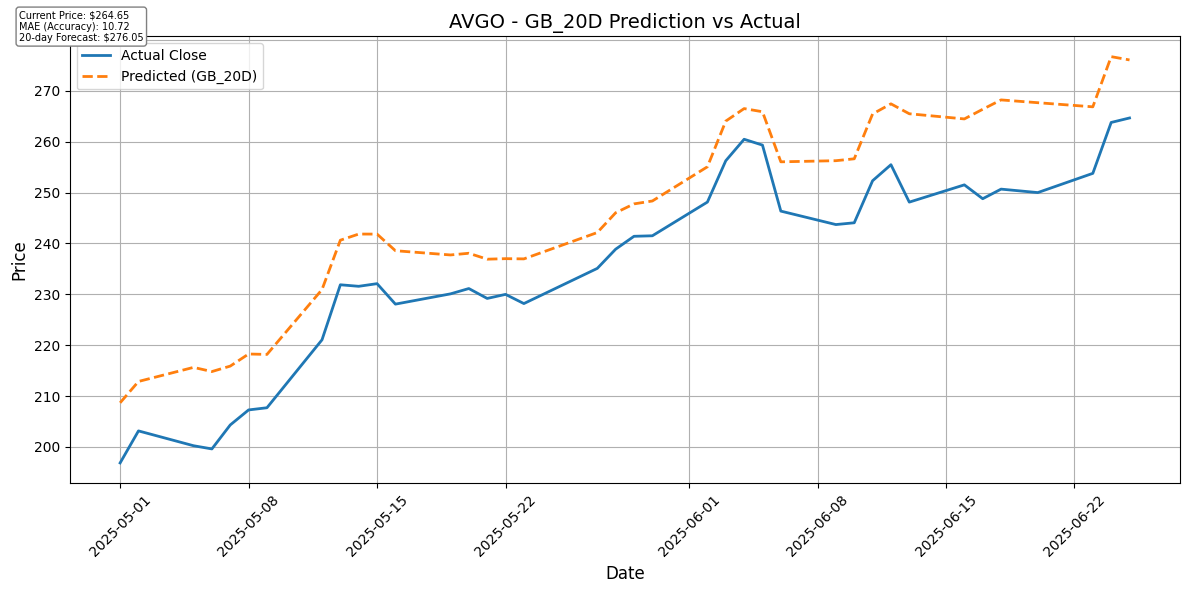 Current Price: $264.65
MAE (Accuracy): 10.72
20-day Forecast: $276.05
AVGO - GB_20D Prediction vs Actual
Actual Close
Predicted (GB_20D)
Price
270
260
250
240
230
220
210
200
2025-05-01
2025-05-08
2025-05-15
2025-05-22
2025-06-01
2025-06-08
2025-06-15
2025-06-22
Date